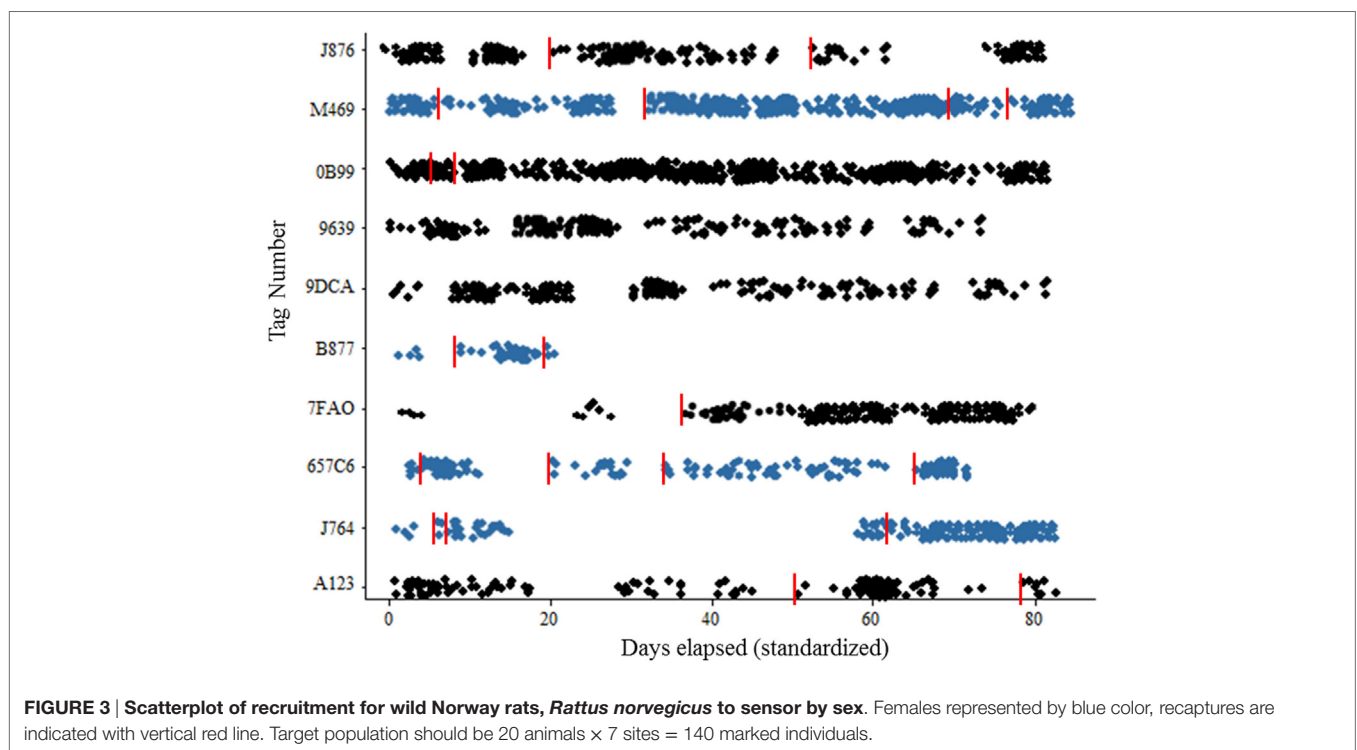 J876
M469
0B99
9639
9DCA
B877
7FAO
657C6
J764
A123
Tag Number
0 20 40 60 80
Days elapsed (standardized)
FIGURE 3 | Scatterplot of recruitment for wild Norway rats, Rattus norvegicus to sensor by sex. Females represented by blue color, recaptures are
indicated with vertical red line. Target population should be 20 animals × 7 sites = 140 marked individuals.